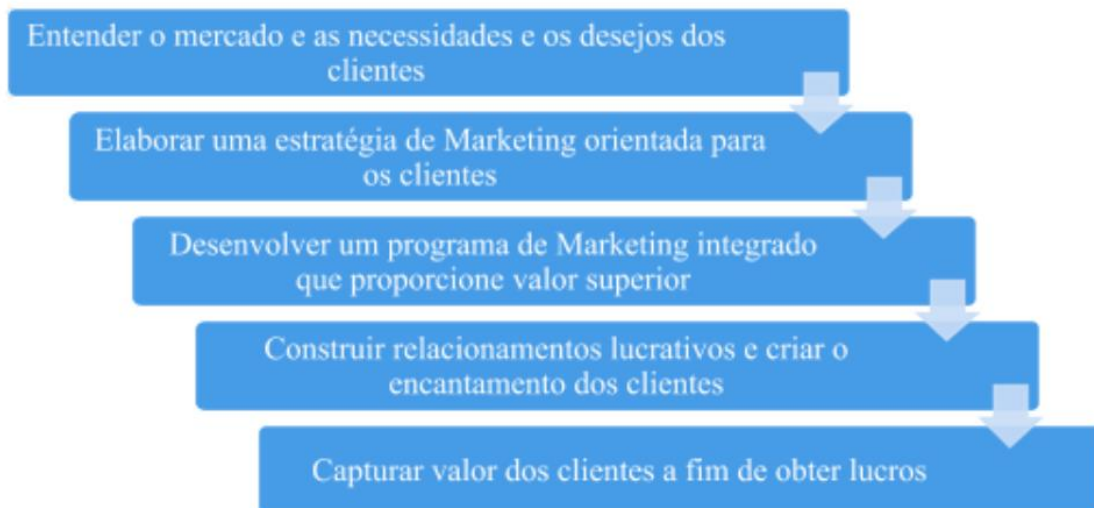 Entender o mercado e as necessidades e os desejos dos
clientes
Elaborar uma estratégia de Marketing orientada para
os clientes
Desenvolver um programa de Marketing integrado
que proporcione valor superior
Construir relacionamentos lucrativos e criar o
encantamento dos clientes
Capturar valor dos clientes a fim de obter lucros